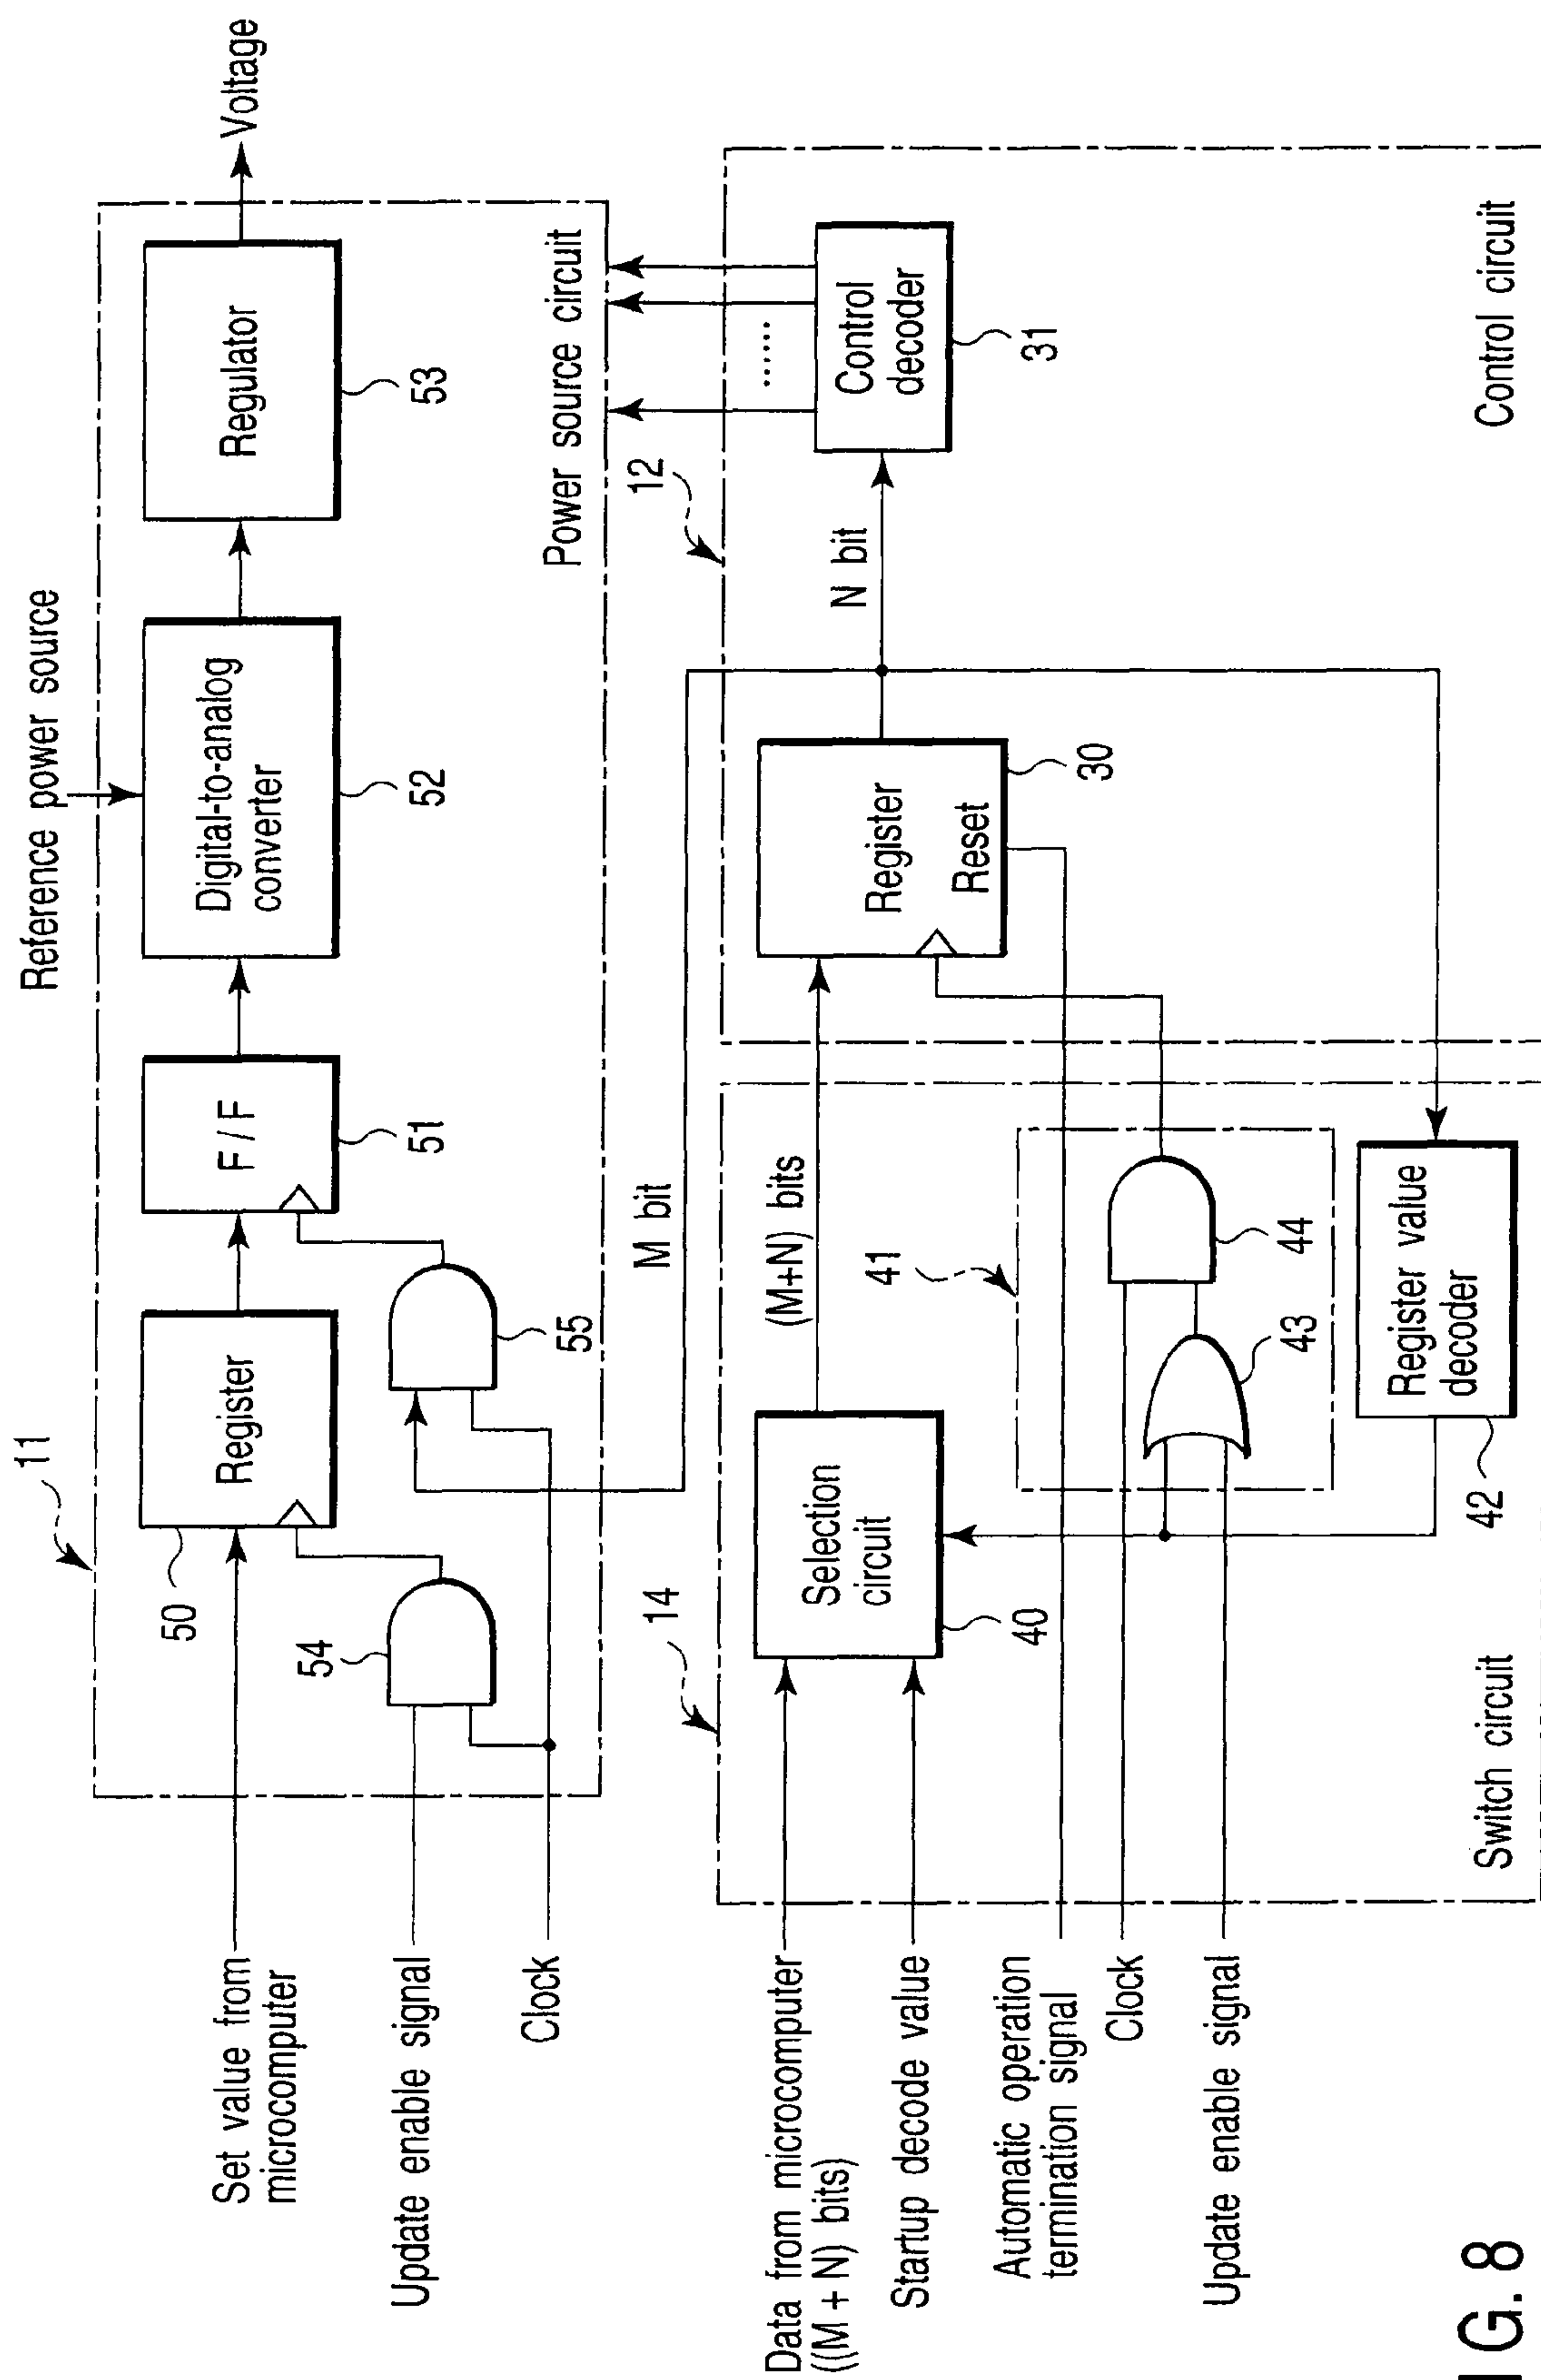 Reference power source
11
50
Register
F / F
51
Digital-to-analog
converter
52
Regulator
53
Voltage
Set value from
microcomputer
54
55
Update enable signal
Clock
Power source circuit
M bit
12
14
Data from microcomputer
((M + N) bits)
Startup decode value
Selection
circuit
40
(M+N) bits
Register
Reset
30
N bit
Control
decoder
31
......
Automatic operation
termination signal
Clock
Update enable signal
41
43
44
Register value
decoder
42
Switch circuit
Control circuit
IG. 8